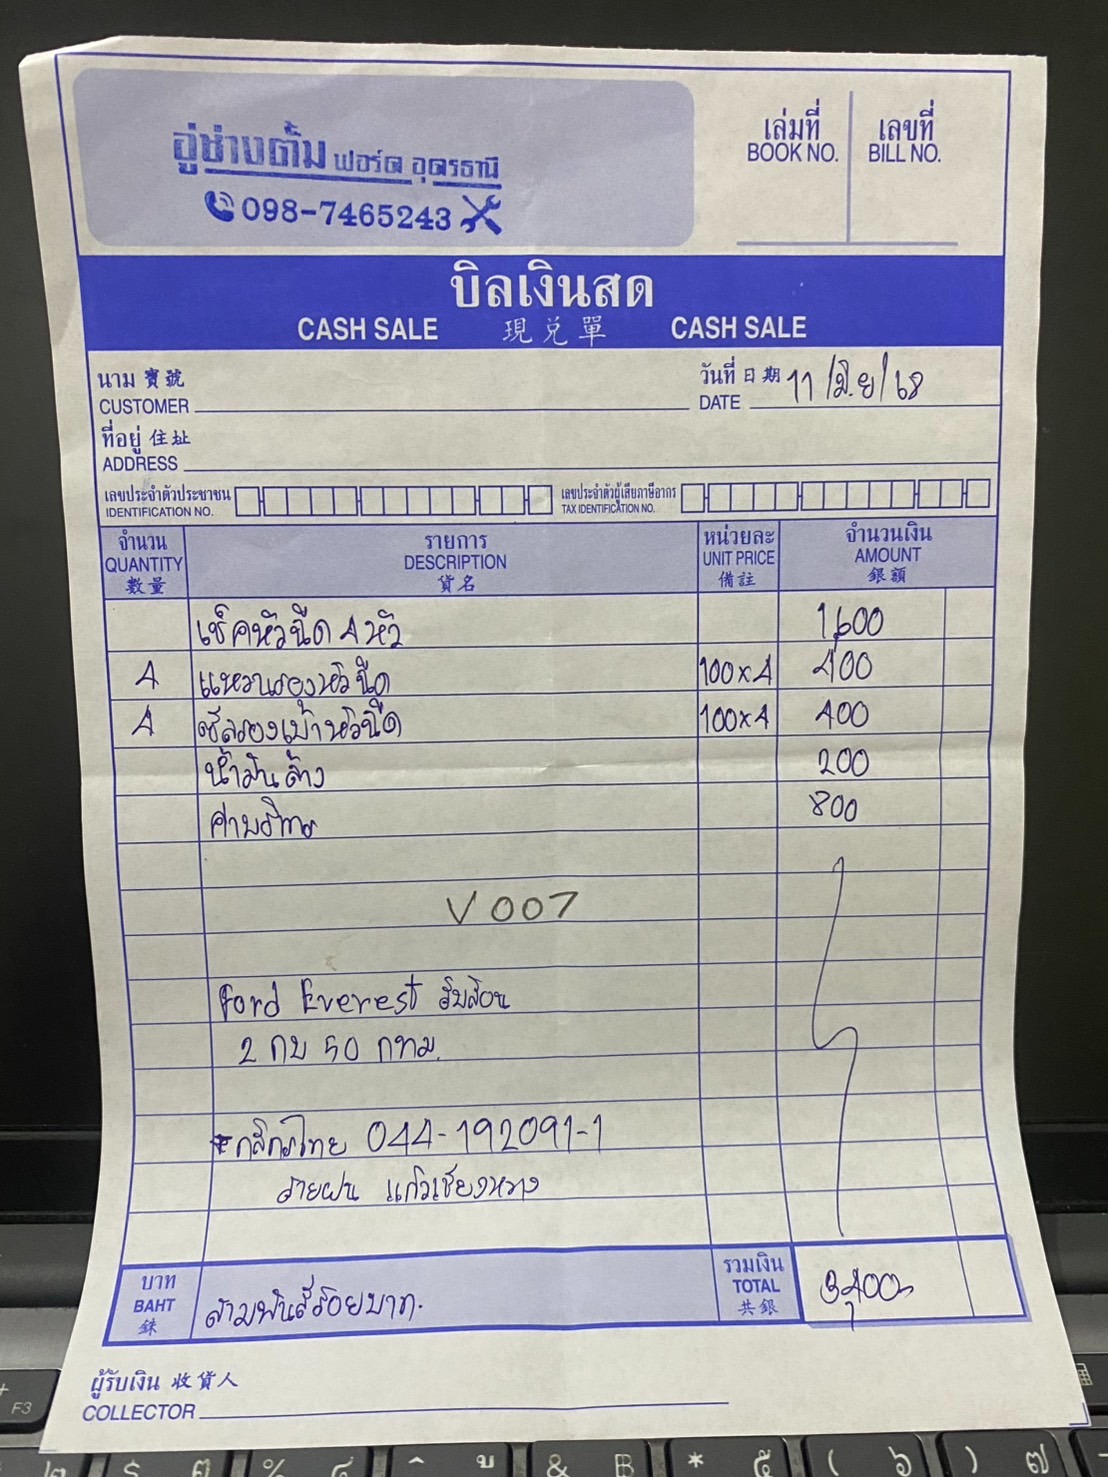 อู่ช่างตั้ม ฟอร์ด อุดรธานี
098-7465243
เล่มที่
BOOK NO.
เลขที่
BILL NO.
บิลเงินสด
CASH SALE 現兌單 CASH SALE
นาม 寶號
CUSTOMER
วันที่ 日期 11/มิ.ย/68
DATE
ที่อยู่ 住址
ADDRESS
เลขประจำตัวประชาชน
IDENTIFICATION NO.
เลขประจำตัวผู้เสียภาษีอากร
TAX IDENTIFICATION NO.
จำนวน
QUANTITY
數量
รายการ
DESCRIPTION
貨名
หน่วยละ
UNIT PRICE
備註
จำนวนเงิน
AMOUNT
銀額
เช็คหัวฉีด 4 หัว 1,600
4 แหวนรองหัวฉีด 100x4 400
4 ซีลรองเบ้าหัวฉีด 100x4 400
น้ำมันล้าง 200
ค่าบริการ 800
V007
Ford Everest
2 กบ 50 กทม.
กสิกรไทย 044-192091-1
สายฝน แก้วเชียงหวาง
บาท
BAHT
銖
สามพันสี่ร้อยบาท.
รวมเงิน
TOTAL
共銀
3,400
ผู้รับเงิน 收貨人
COLLECTOR
F3